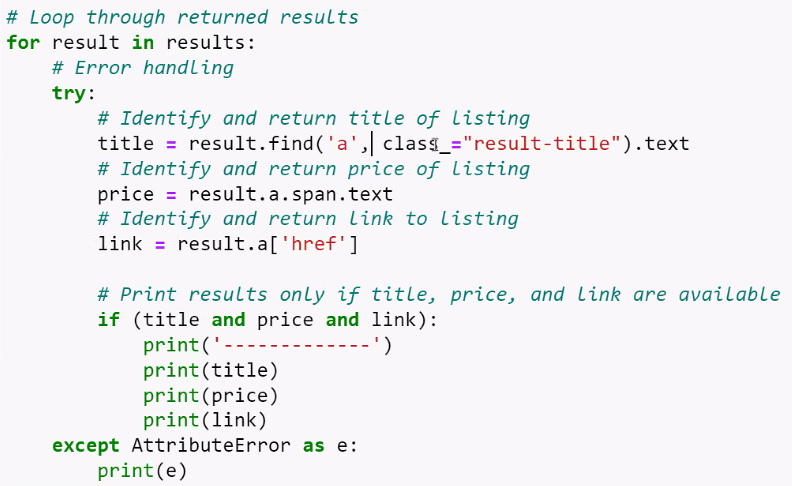 # Loop through returned results
for result in results:
    # Error handling
    try:
        # Identify and return title of listing
        title = result.find('a', class_="result-title").text
        # Identify and return price of listing
        price = result.a.span.text
        # Identify and return link to listing
        link = result.a['href']

        # Print results only if title, price, and link are available
        if (title and price and link):
            print('-------------')
            print(title)
            print(price)
            print(link)
    except AttributeError as e:
        print(e)